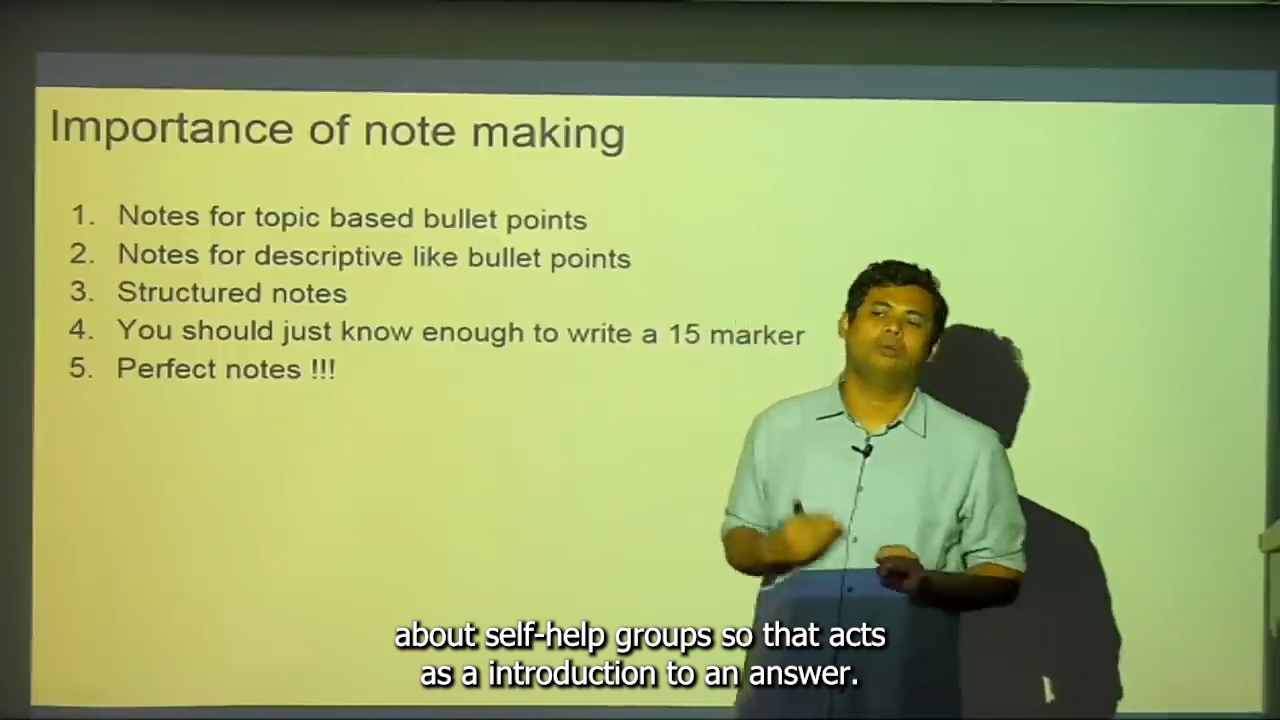 Importance of note making
1. Notes for topic based bullet points
2. Notes for descriptive like bullet points
3. Structured notes
4. You should just know enough to write a 15 marker
5. Perfect notes !!!
about self-help groups so that acts
as a introduction to an answer.